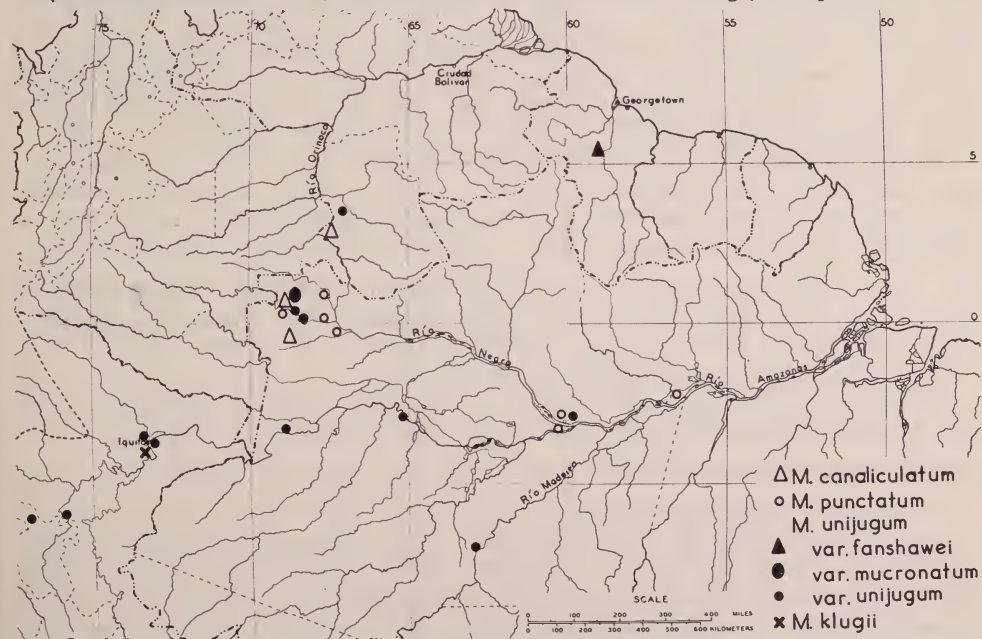 75
70
65
60
55
50
Ciudad
Bolivar
Georgetown
Río Orinoco
5
0
Río Negro
Río Amazonas
Iquitos
Río Madeira
△ M. canaliculatum
○ M. punctatum
M. unijugum
▲ var. fanshawei
● var. mucronatum
● var. unijugum
× M. klugii
SCALE
0 100 200 300 400 MILES
0 100 200 300 400 500 600 KILOMETERS